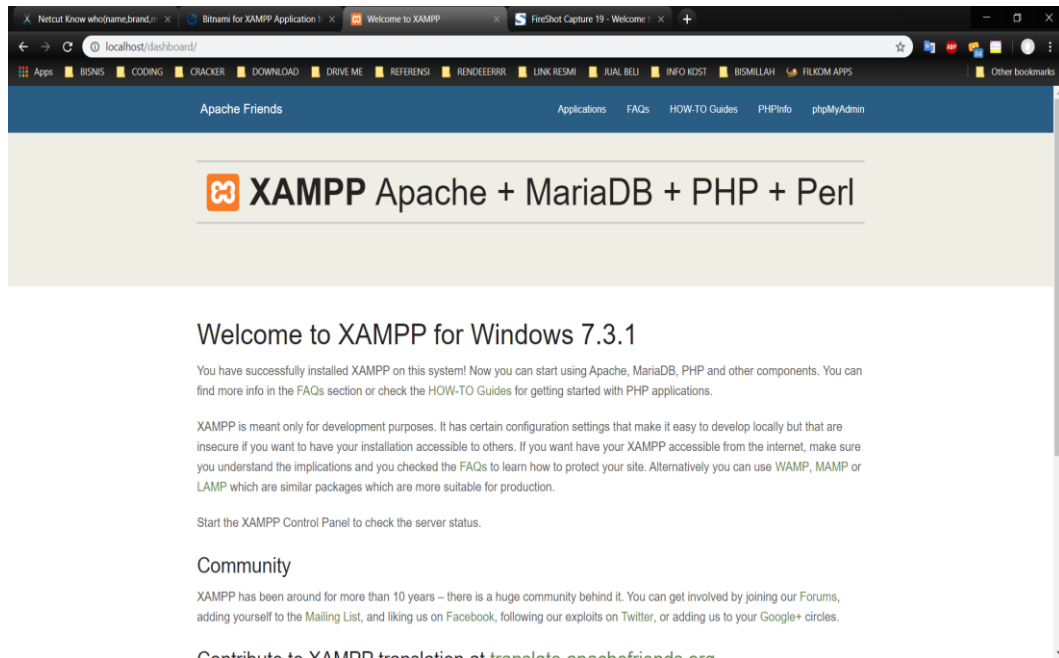 Netcut Know who(name,brand,m
Bitnami for XAMPP Application
Welcome to XAMPP
FireShot Capture 19 - Welcome
localhost/dashboard/
Apps BISNIS CODING CRACKER DOWNLOAD DRIVE ME REFERENSI RENDEEERRR LINK RESMI JUAL BELI INFO KOST BISMILLAH FILKOM APPS Other bookmarks
Apache Friends Applications FAQs HOW-TO Guides PHPInfo phpMyAdmin
XAMPP Apache + MariaDB + PHP + Perl
Welcome to XAMPP for Windows 7.3.1
You have successfully installed XAMPP on this system! Now you can start using Apache, MariaDB, PHP and other components. You can
find more info in the FAQs section or check the HOW-TO Guides for getting started with PHP applications.
XAMPP is meant only for development purposes. It has certain configuration settings that make it easy to develop locally but that are
insecure if you want to have your installation accessible to others. If you want have your XAMPP accessible from the internet, make sure
you understand the implications and you checked the FAQs to learn how to protect your site. Alternatively you can use WAMP, MAMP or
LAMP which are similar packages which are more suitable for production.
Start the XAMPP Control Panel to check the server status.
Community
XAMPP has been around for more than 10 years – there is a huge community behind it. You can get involved by joining our Forums,
adding yourself to the Mailing List, and liking us on Facebook, following our exploits on Twitter, or adding us to your Google+ circles.
Contribute to XAMPP translation at translate.apachefriends.org